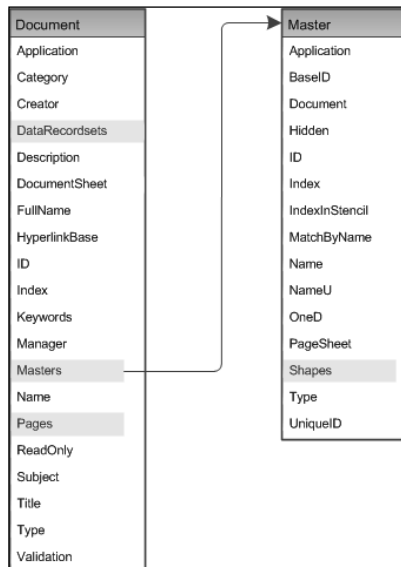 Document
Application
Category
Creator
DataRecordsets
Description
DocumentSheet
FullName
HyperlinkBase
ID
Index
Keywords
Manager
Masters
Name
Pages
ReadOnly
Subject
Title
Type
Validation
Master
Application
BaseID
Document
Hidden
ID
Index
IndexInStencil
MatchByName
Name
NameU
OneD
PageSheet
Shapes
Type
UniqueID